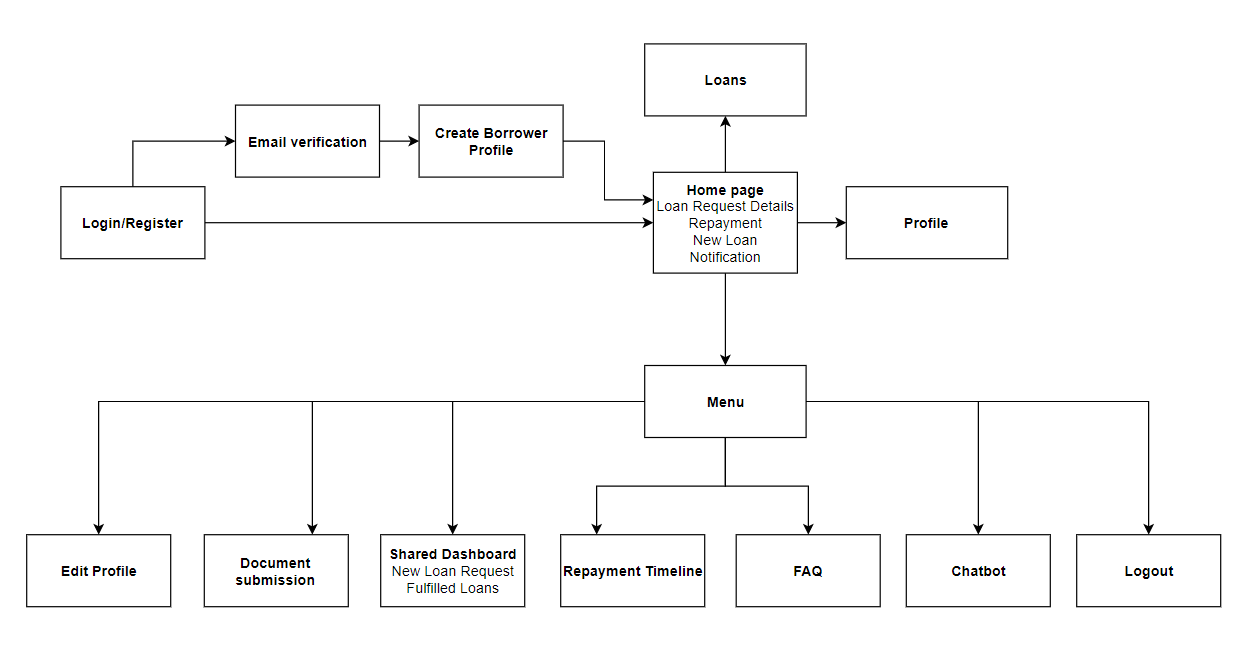 Loans
Email verification
Create Borrower
Profile
Login/Register
Home page
Loan Request Details
Repayment
New Loan
Notification
Profile
Menu
Edit Profile
Document
submission
Shared Dashboard
New Loan Request
Fulfilled Loans
Repayment Timeline
FAQ
Chatbot
Logout